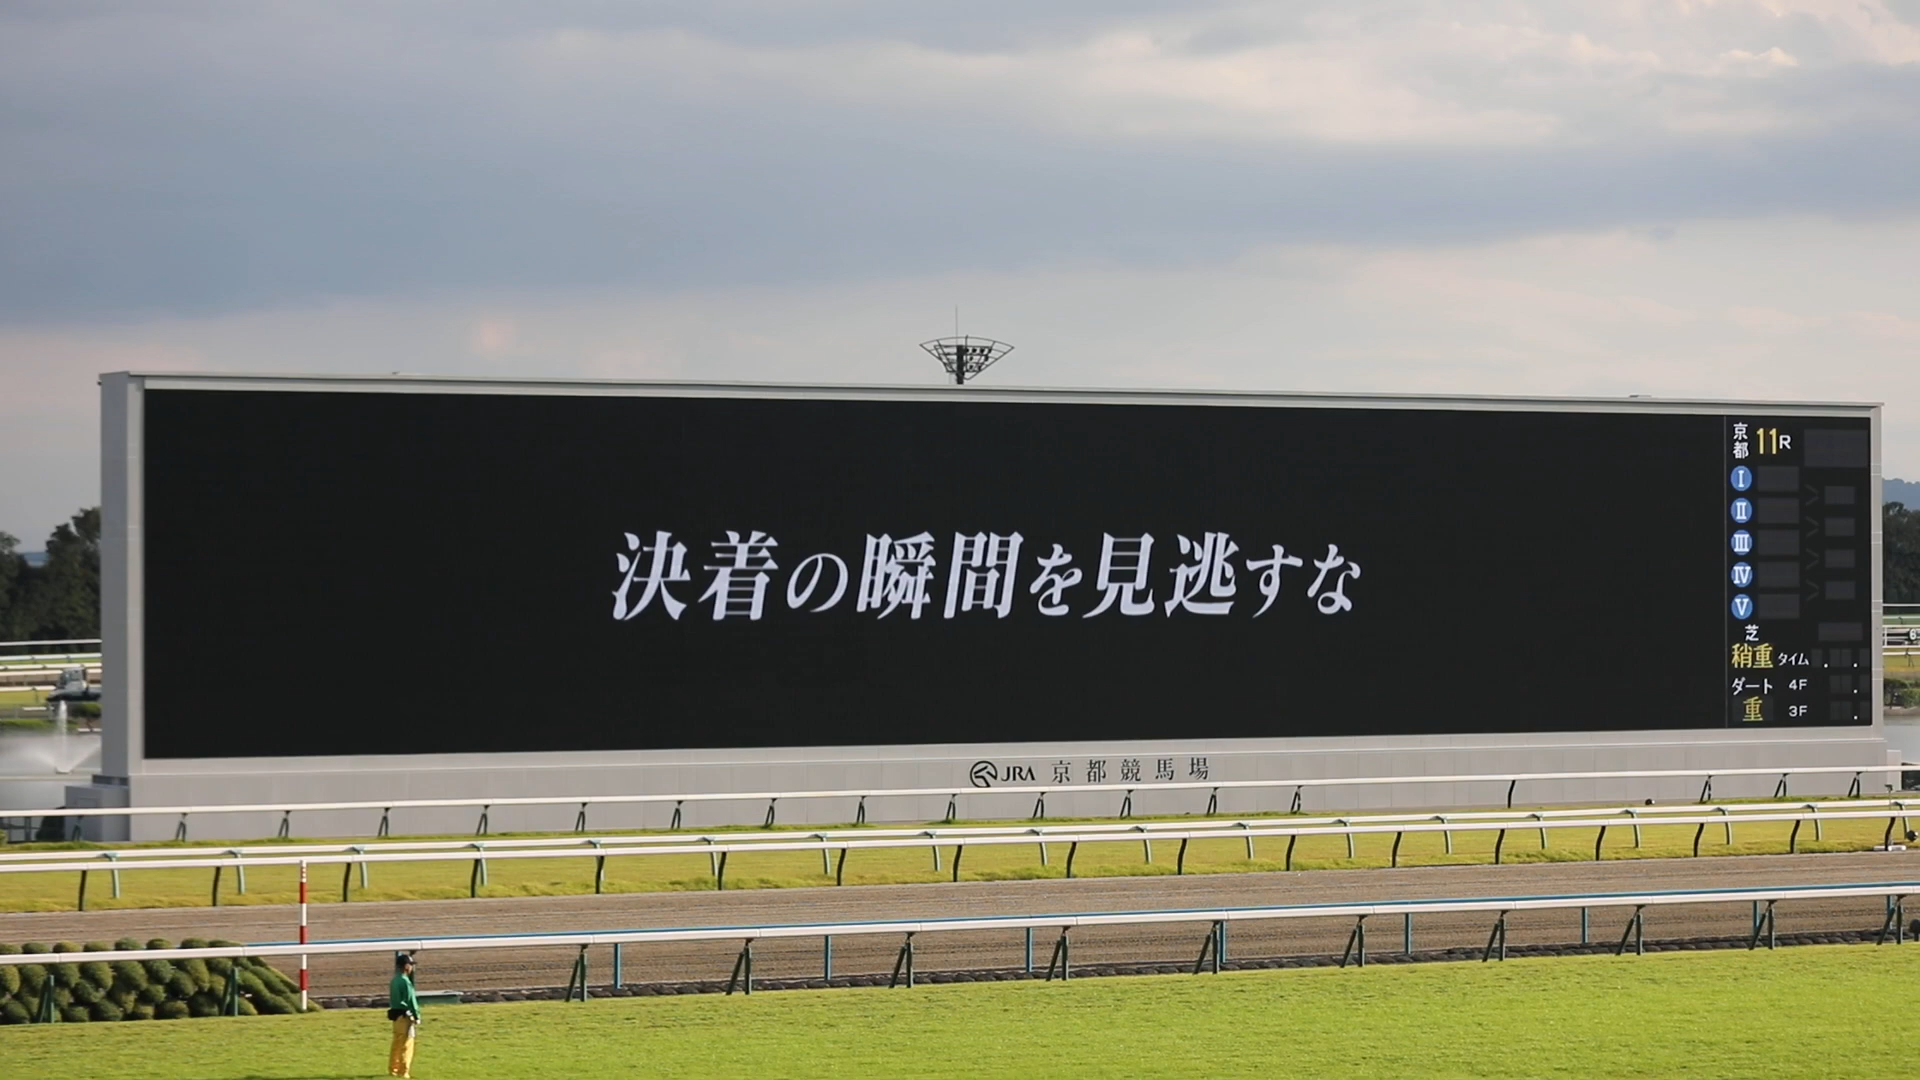 決着の瞬間を見逃すな
京都 11R
I
II
III
IV
V
芝
稍重 タイム
ダート 4F
重 3F
JRA 京都競馬場